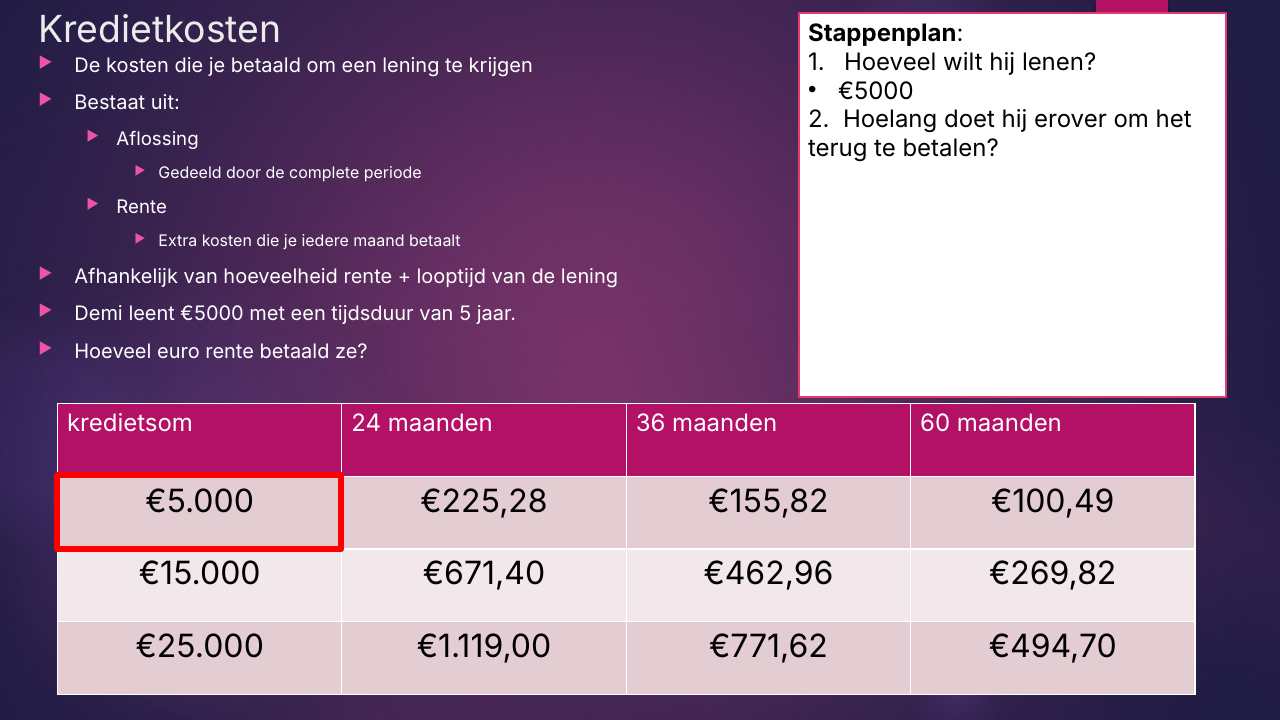 Kredietkosten
De kosten die je betaald om een lening te krijgen
Bestaat uit:
Aflossing
Gedeeld door de complete periode
Rente
Extra kosten die je iedere maand betaalt
Afhankelijk van hoeveelheid rente + looptijd van de lening
Demi leent €5000 met een tijdsduur van 5 jaar.
Hoeveel euro rente betaald ze?
Stappenplan:
1. Hoeveel wilt hij lenen?
• €5000
2. Hoelang doet hij erover om het
terug te betalen?
kredietsom 24 maanden 36 maanden 60 maanden
€5.000 €225,28 €155,82 €100,49
€15.000 €671,40 €462,96 €269,82
€25.000 €1.119,00 €771,62 €494,70